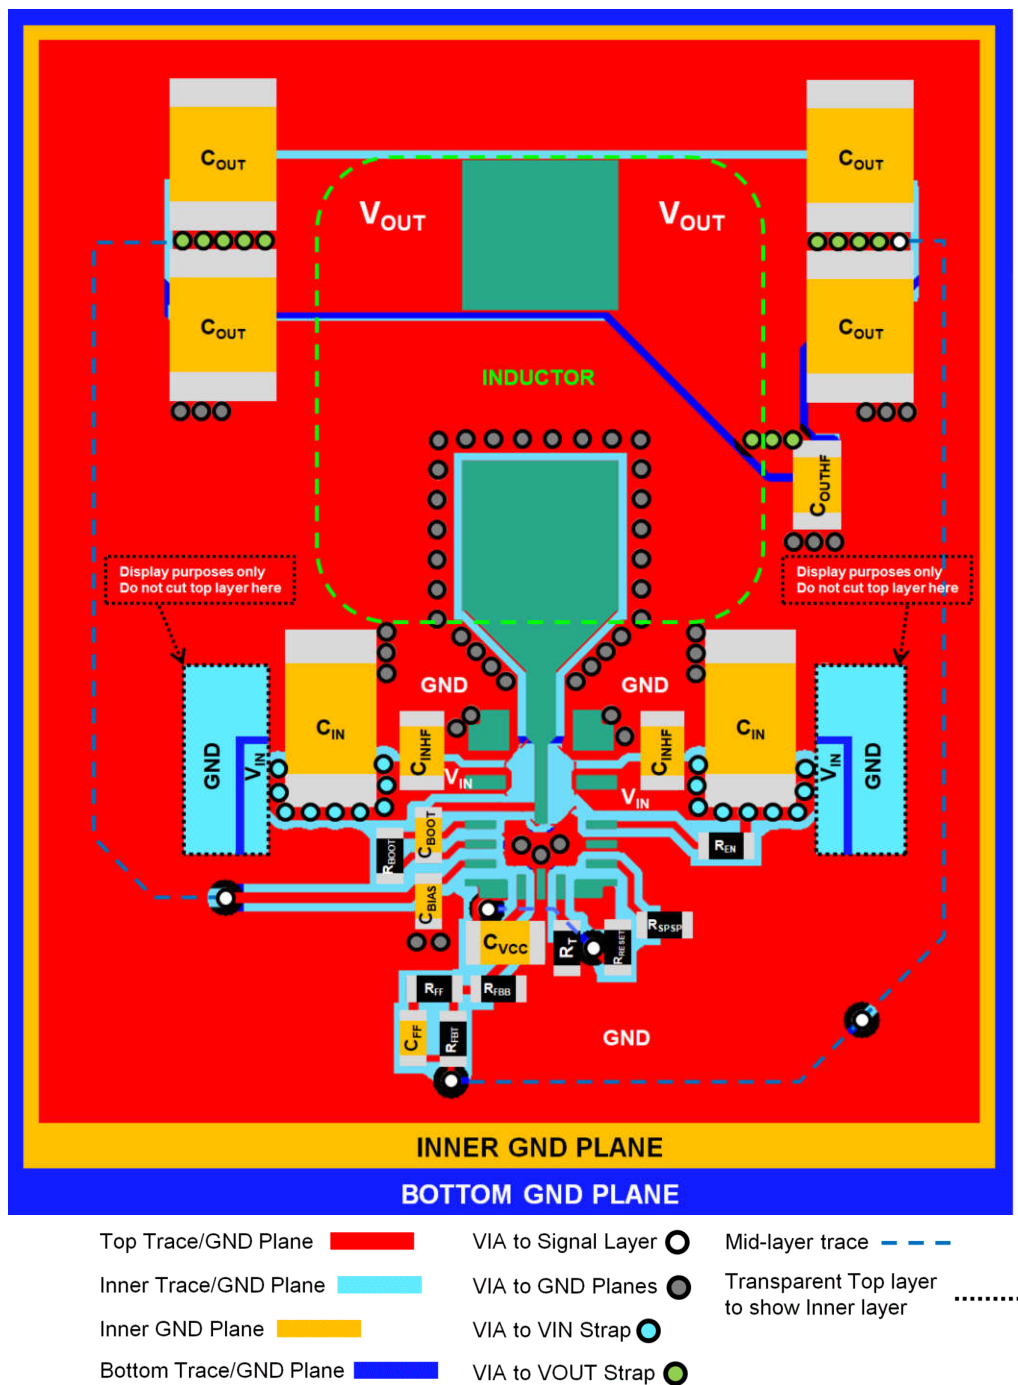 COUT
COUT
VOUT
VOUT
COUT
COUT
INDUCTOR
COUTHF
Display purposes only
Do not cut top layer here
Display purposes only
Do not cut top layer here
GND
GND
CIN
CIN
CINHF
CINHF
GND
VIN
VIN
GND
VIN
VIN
CBOOT
RBOOT
REN
CBIAS
RSPSP
CVCC
RT
RRESET
RFF
RFBB
CFF
RFBT
GND
INNER GND PLANE
BOTTOM GND PLANE
Top Trace/GND Plane
VIA to Signal Layer
Mid-layer trace
Inner Trace/GND Plane
VIA to GND Planes
Transparent Top layer
to show Inner layer
Inner GND Plane
VIA to VIN Strap
Bottom Trace/GND Plane
VIA to VOUT Strap